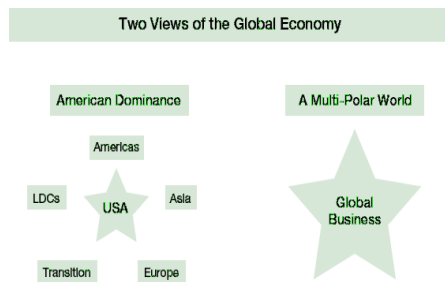 Two Views of the Global Economy
American Dominance
A Multi-Polar World
Americas
LDCs
USA
Asia
Transition
Europe
Global
Business